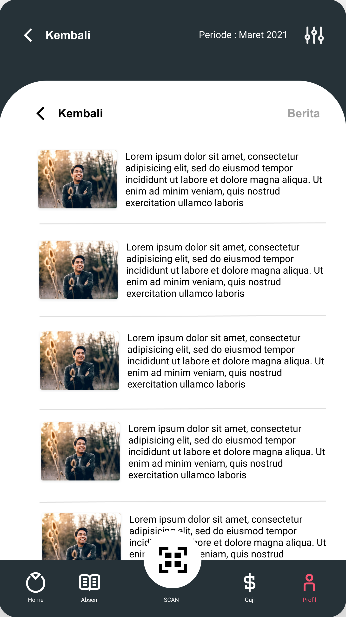 Kembali
Periode : Maret 2021
Kembali
Berita
Lorem ipsum dolor sit amet, consectetur
adipisicing elit, sed do eiusmod tempor
incididunt ut labore et dolore magna aliqua. Ut
enim ad minim veniam, quis nostrud
exercitation ullamco laboris
Lorem ipsum dolor sit amet, consectetur
adipisicing elit, sed do eiusmod tempor
incididunt ut labore et dolore magna aliqua. Ut
enim ad minim veniam, quis nostrud
exercitation ullamco laboris
Lorem ipsum dolor sit amet, consectetur
adipisicing elit, sed do eiusmod tempor
incididunt ut labore et dolore magna aliqua. Ut
enim ad minim veniam, quis nostrud
exercitation ullamco laboris
Lorem ipsum dolor sit amet, consectetur
adipisicing elit, sed do eiusmod tempor
incididunt ut labore et dolore magna aliqua. Ut
enim ad minim veniam, quis nostrud
exercitation ullamco laboris
Lorem ipsum dolor sit amet, consectetur
elit, sed do eiusmod tempor
ut labore et dolore magna aliqua. Ut
veniam, quis nostrud
Home
Absen
SCAN
Gaji
Profil